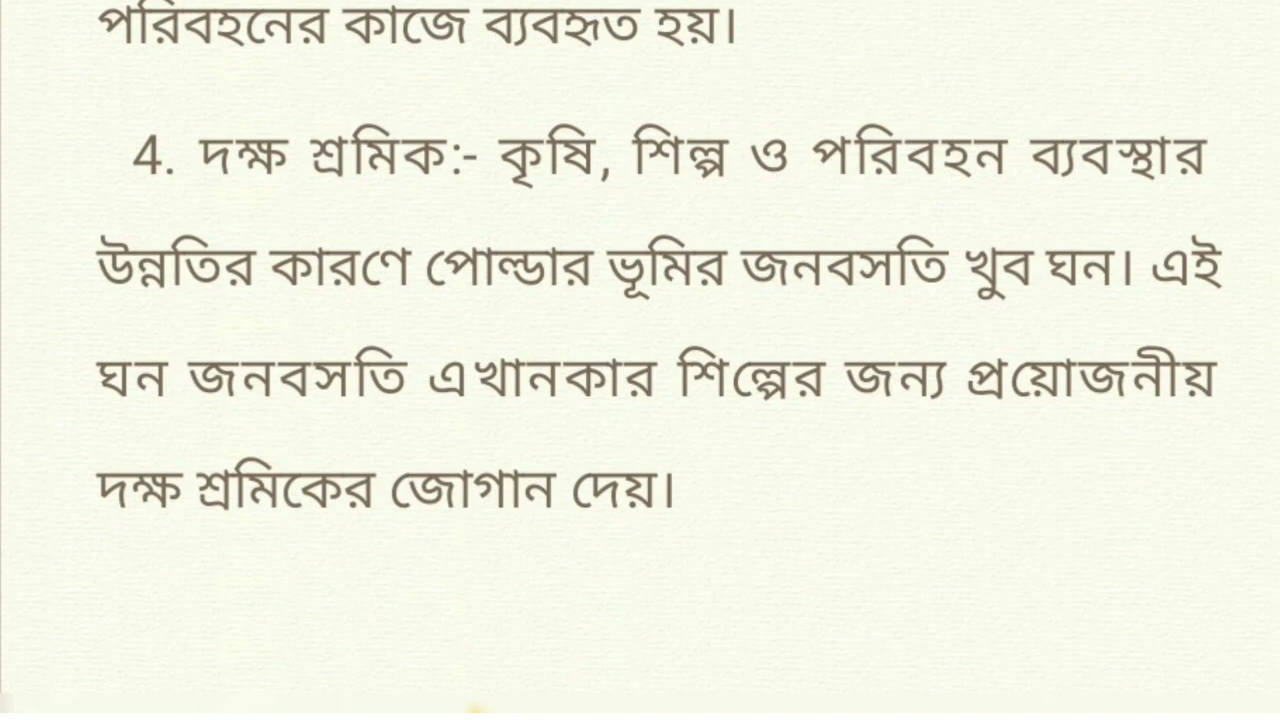 পরিবহনের কাজে ব্যবহৃত হয়।
4. দক্ষ শ্রমিক:- কৃষি, শিল্প ও পরিবহন ব্যবস্থার
উন্নতির কারণে পোল্ডার ভূমির জনবসতি খুব ঘন। এই
ঘন জনবসতি এখানকার শিল্পের জন্য প্রয়োজনীয়
দক্ষ শ্রমিকের জোগান দেয়।